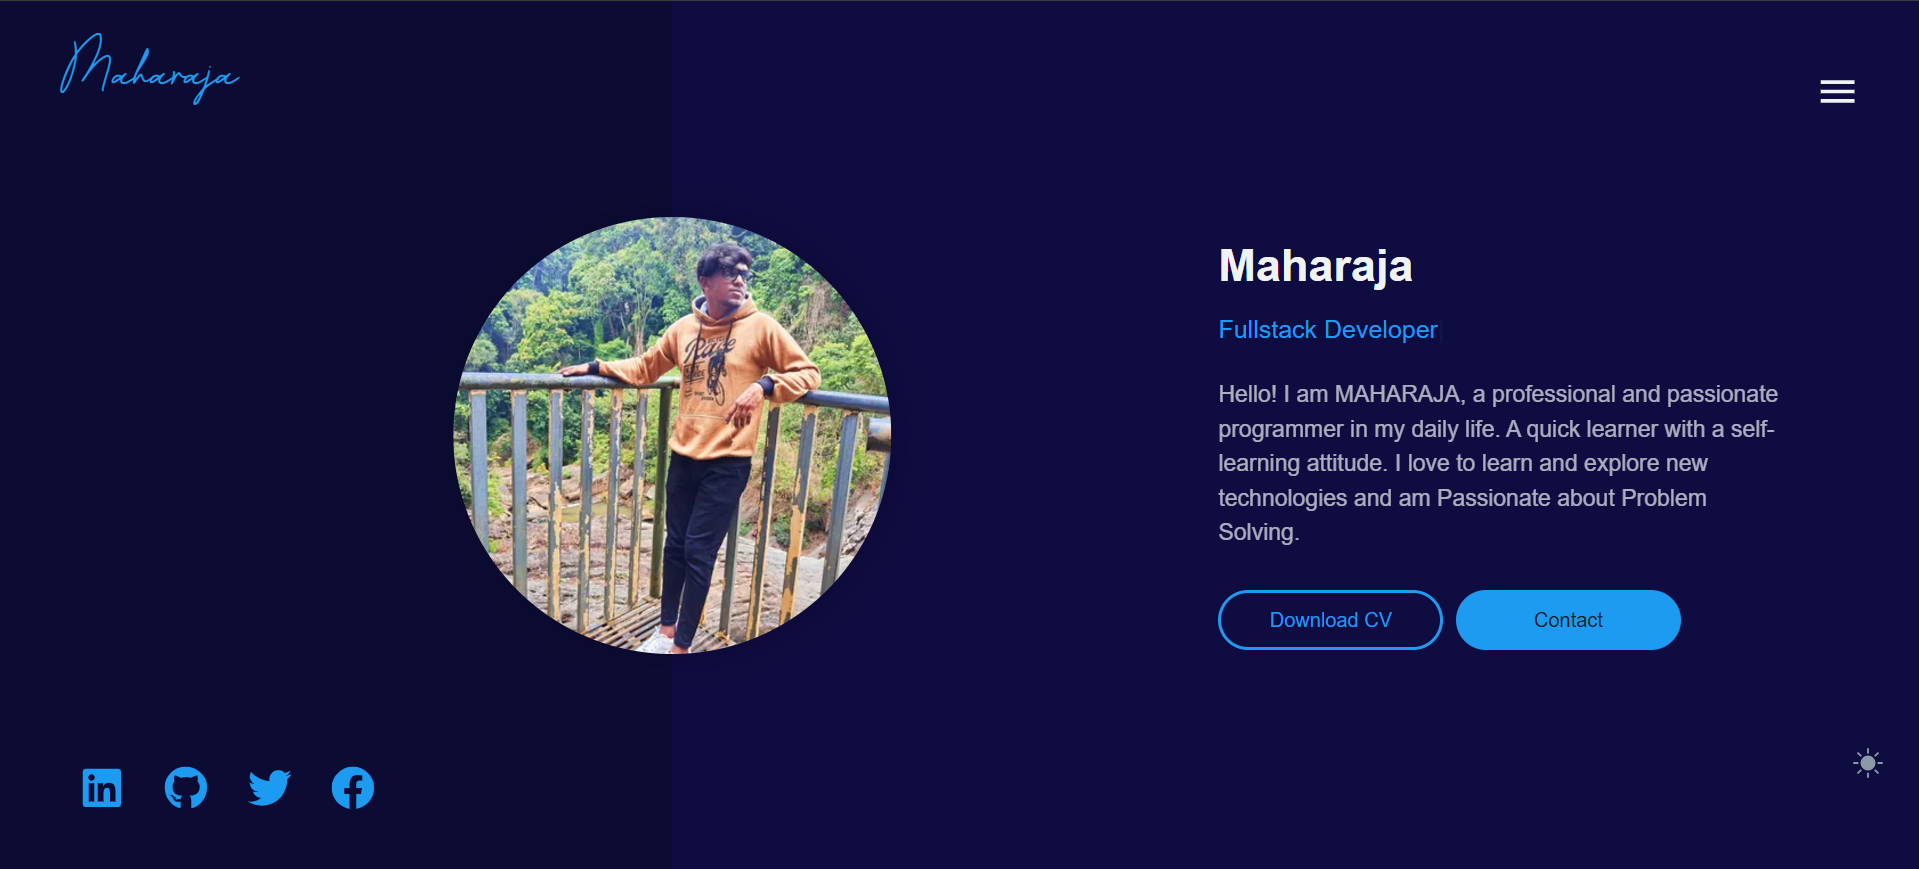 Maharaja
Maharaja
Fullstack Developer
Hello! I am MAHARAJA, a professional and passionate
programmer in my daily life. A quick learner with a self-
learning attitude. I love to learn and explore new
technologies and am Passionate about Problem
Solving.
Download CV
Contact
in